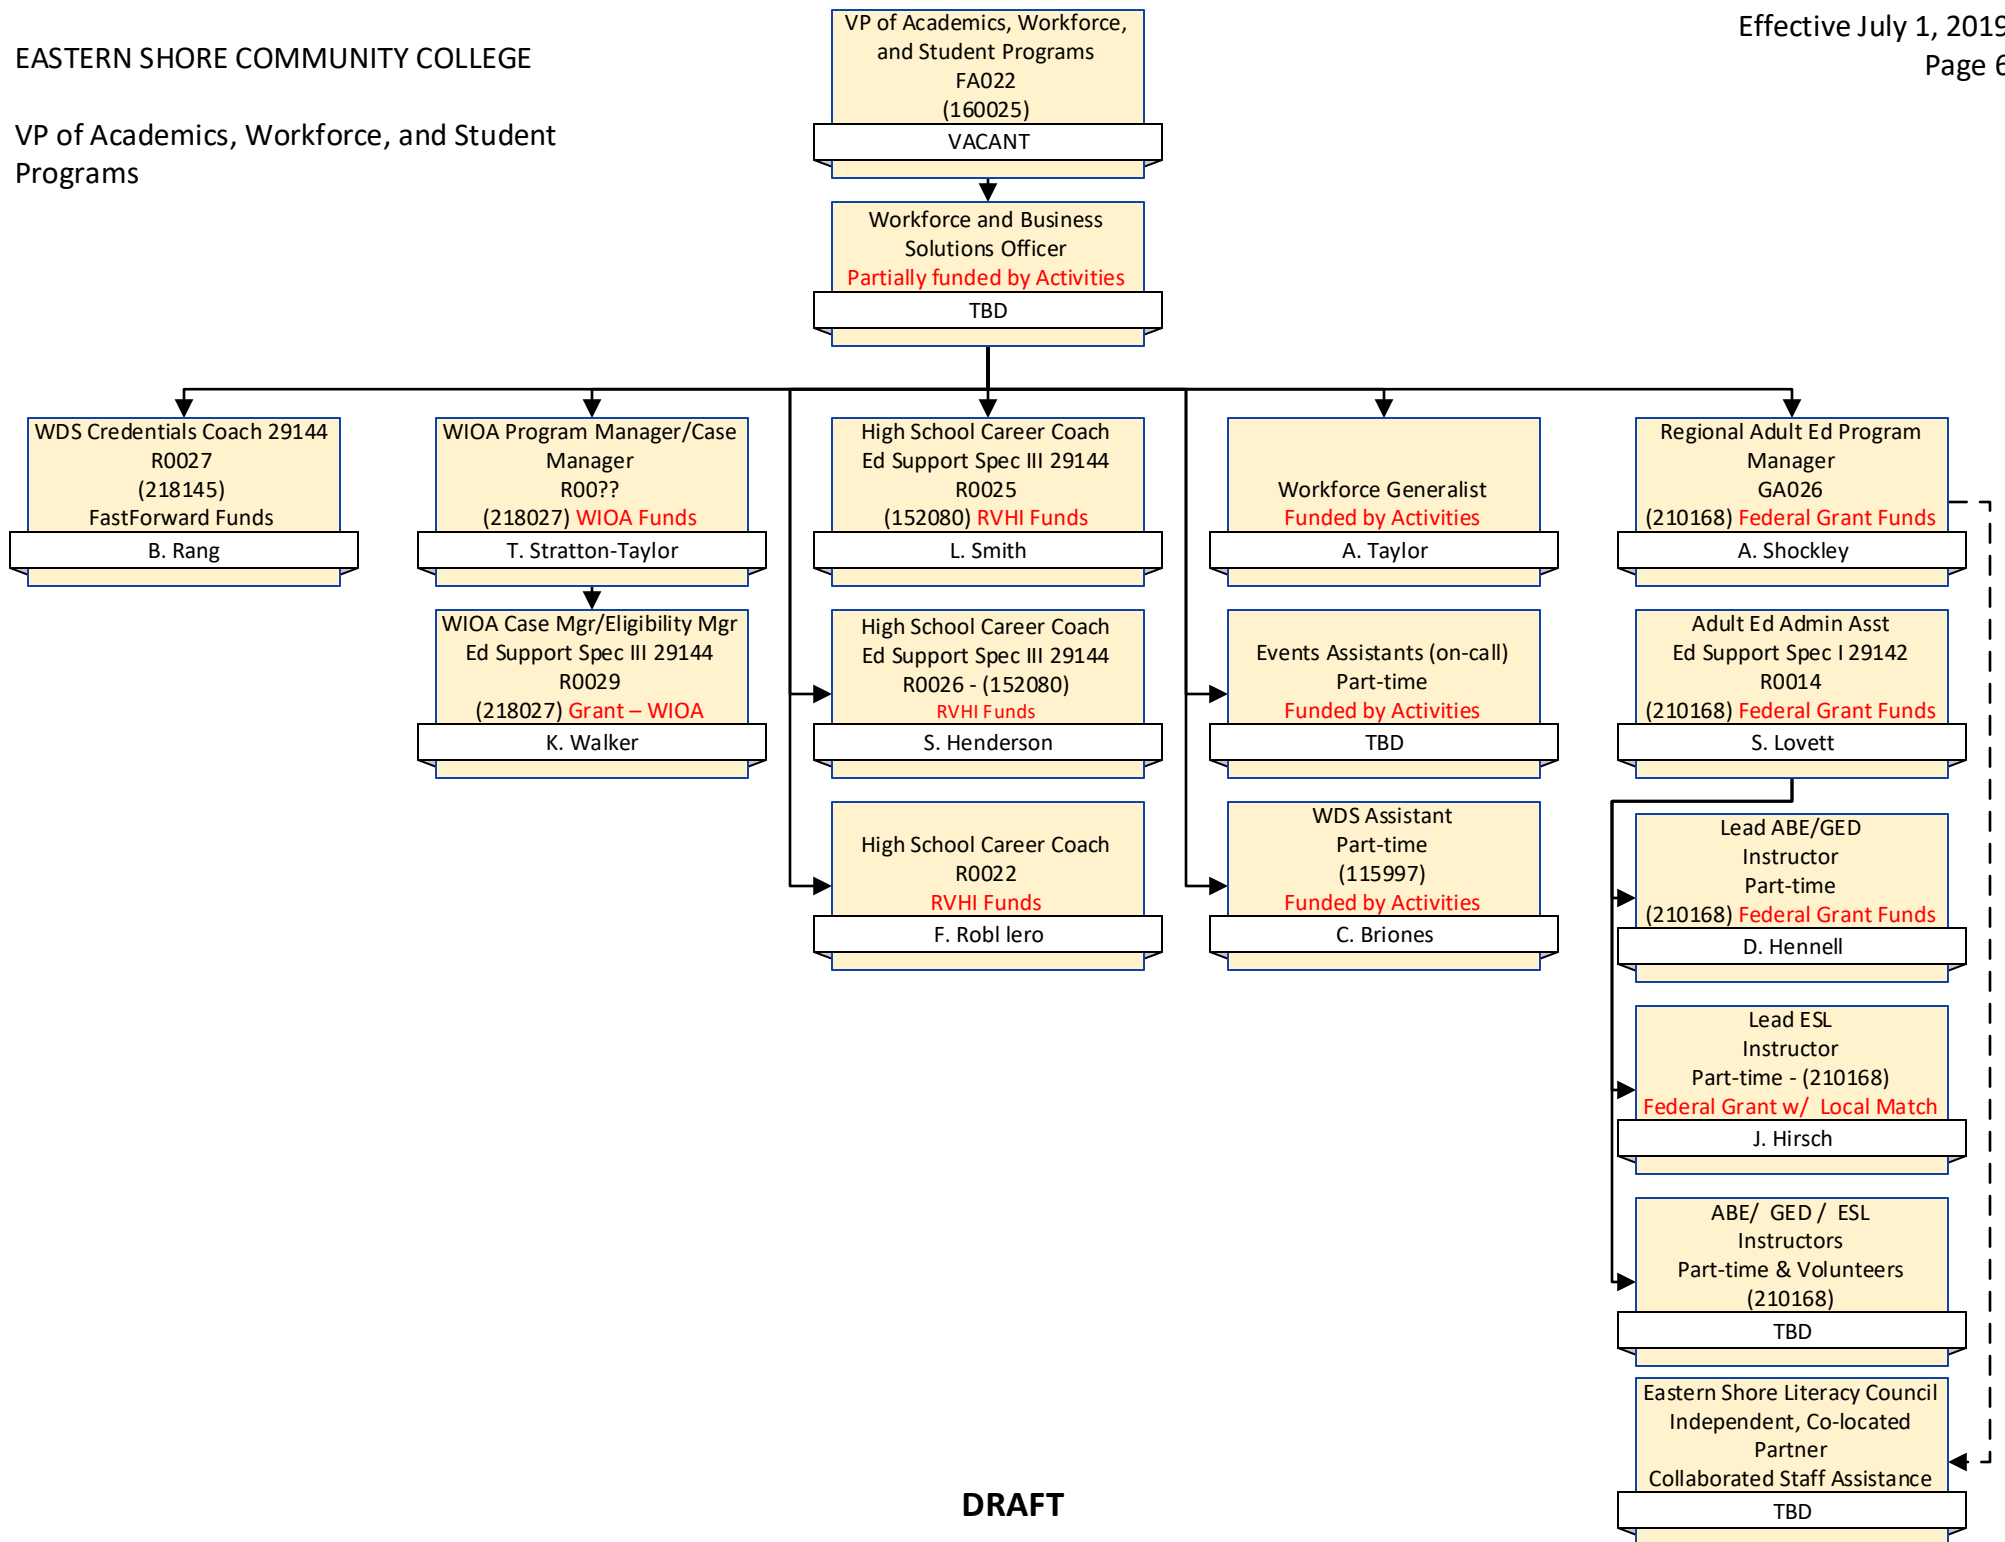 EASTERN SHORE COMMUNITY COLLEGE
VP of Academics, Workforce, and Student
Programs
Effective July 1, 2019
Page 6
VP of Academics, Workforce,
and Student Programs
FA022
(160025)
VACANT
Workforce and Business
Solutions Officer
Partially funded by Activities
TBD
WDS Credentials Coach 29144
R0027
(218145)
FastForward Funds
B. Rang
WIOA Program Manager/Case
Manager
R00??
(218027) WIOA Funds
T. Stratton-Taylor
WIOA Case Mgr/Eligibility Mgr
Ed Support Spec III 29144
R0029
(218027) Grant – WIOA
K. Walker
High School Career Coach
Ed Support Spec III 29144
R0025
(152080) RVHI Funds
L. Smith
High School Career Coach
Ed Support Spec III 29144
R0026 - (152080)
RVHI Funds
S. Henderson
High School Career Coach
R0022
RVHI Funds
F. Robl lero
Workforce Generalist
Funded by Activities
A. Taylor
Events Assistants (on-call)
Part-time
Funded by Activities
TBD
WDS Assistant
Part-time
(115997)
Funded by Activities
C. Briones
Regional Adult Ed Program
Manager
GA026
(210168) Federal Grant Funds
A. Shockley
Adult Ed Admin Asst
Ed Support Spec I 29142
R0014
(210168) Federal Grant Funds
S. Lovett
Lead ABE/GED
Instructor
Part-time
(210168) Federal Grant Funds
D. Hennell
Lead ESL
Instructor
Part-time - (210168)
Federal Grant w/ Local Match
J. Hirsch
ABE/ GED / ESL
Instructors
Part-time & Volunteers
(210168)
TBD
Eastern Shore Literacy Council
Independent, Co-located
Partner
Collaborated Staff Assistance
TBD
DRAFT